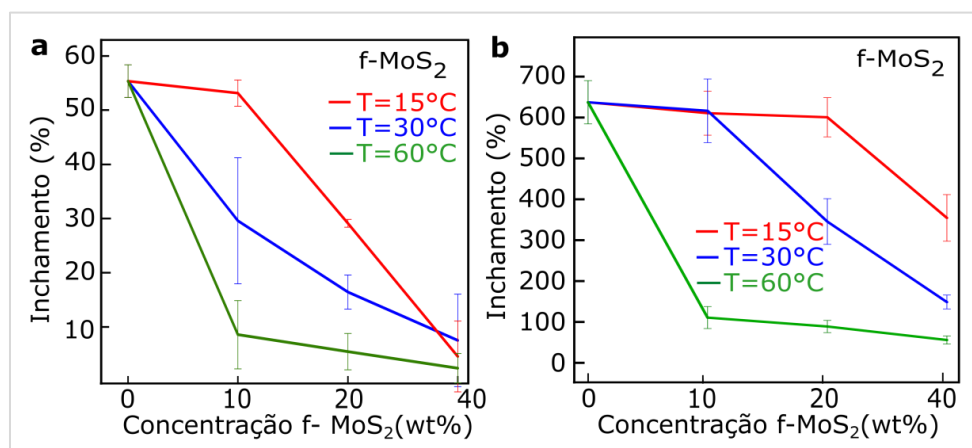 a
f-MoS2
T=15°C
T=30°C
T=60°C
Inchamento (%)
60
50
40
30
20
10
0 10 20 40
Concentração f- MoS2(wt%)
b
f-MoS2
T=15°C
T=30°C
T=60°C
Inchamento (%)
700
600
500
400
300
200
100
0
0 10 20 40
Concentração f-MoS2(wt%)